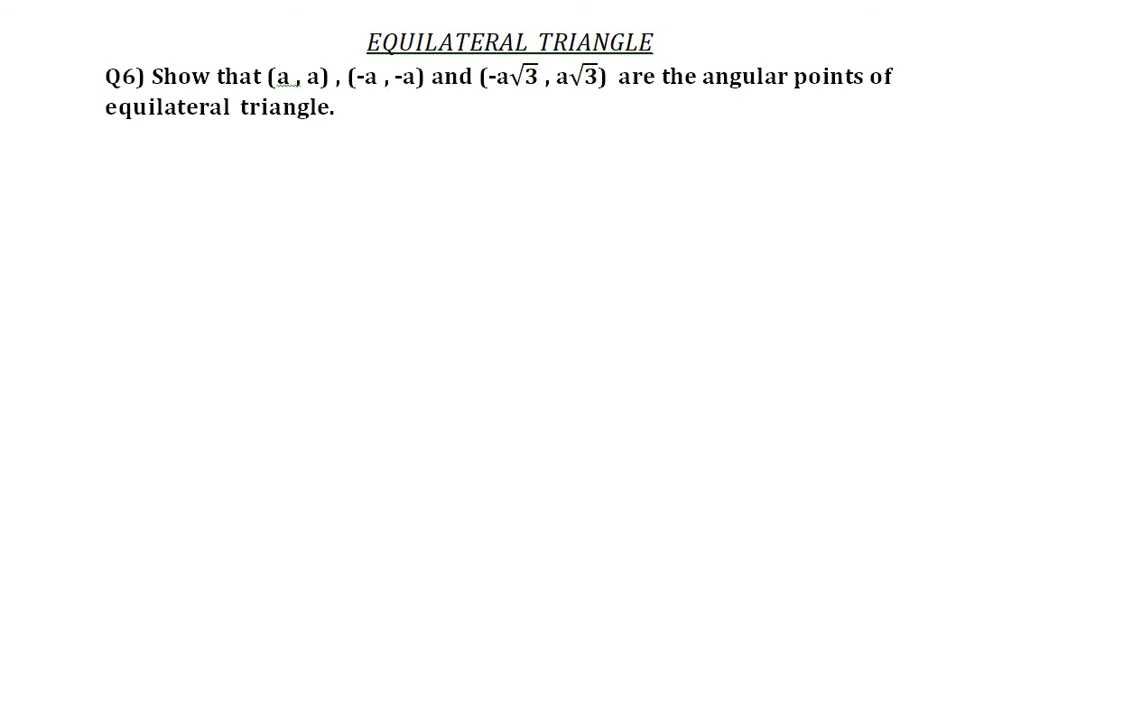 EQUILATERAL TRIANGLE
Q6) Show that (a , a) , (-a , -a) and (-a√3 , a√3) are the angular points of
equilateral triangle.